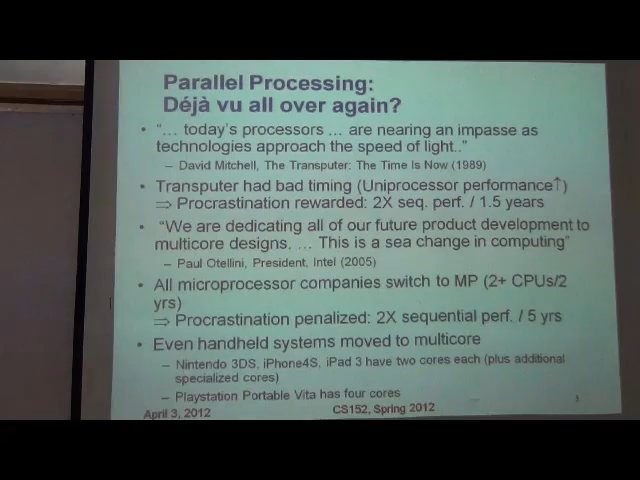 Parallel Processing:
Déjà vu all over again?
• "… today's processors … are nearing an impasse as
technologies approach the speed of light.."
– David Mitchell, The Transputer: The Time Is Now (1989)
• Transputer had bad timing (Uniprocessor performance↑)
⇒ Procrastination rewarded: 2X seq. perf. / 1.5 years
• "We are dedicating all of our future product development to
multicore designs. … This is a sea change in computing"
– Paul Otellini, President, Intel (2005)
• All microprocessor companies switch to MP (2+ CPUs/2
yrs)
⇒ Procrastination penalized: 2X sequential perf. / 5 yrs
• Even handheld systems moved to multicore
– Nintendo 3DS, iPhone4S, iPad 3 have two cores each (plus additional
specialized cores)
– Playstation Portable Vita has four cores
April 3, 2012 CS152, Spring 2012 3